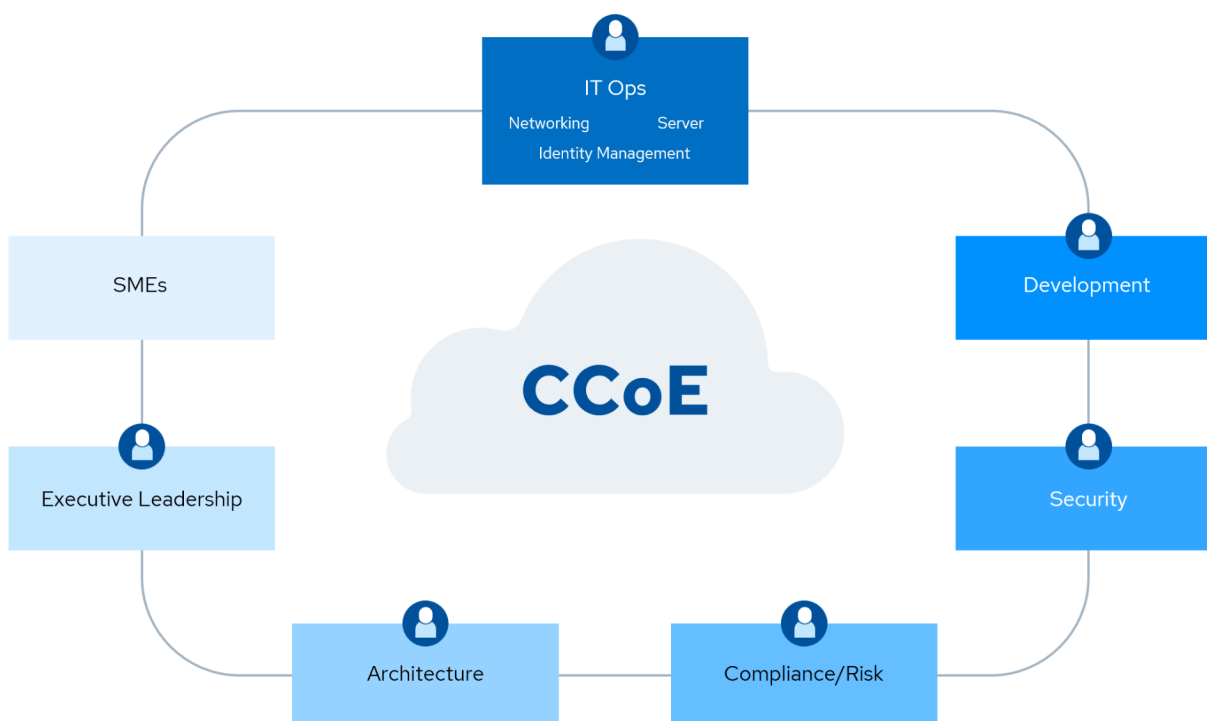 IT Ops
Networking Server
Identity Management
SMEs
Development
CCoE
Executive Leadership
Security
Architecture
Compliance/Risk